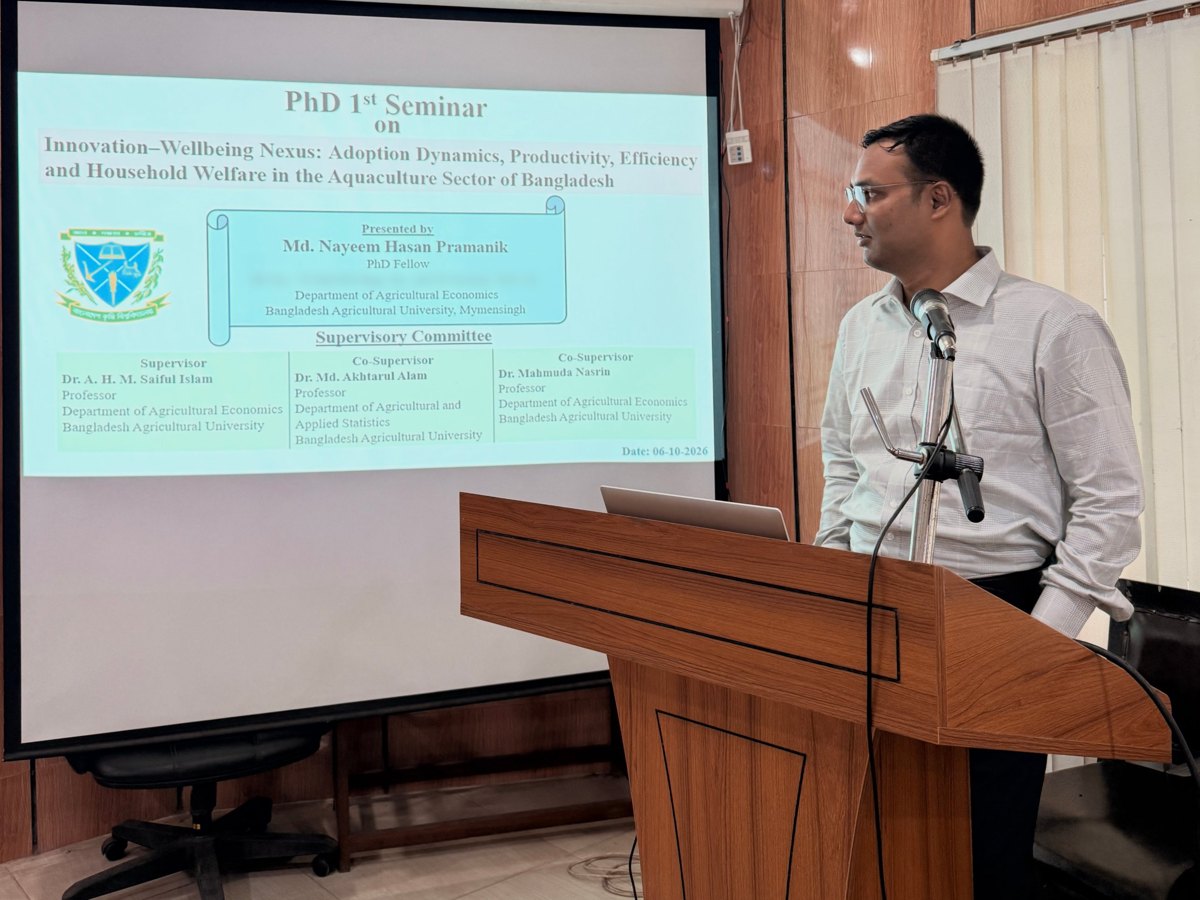 PhD 1st Seminar
on
Innovation–Wellbeing Nexus: Adoption Dynamics, Productivity, Efficiency
and Household Welfare in the Aquaculture Sector of Bangladesh
Presented by
Md. Nayeem Hasan Pramanik
PhD Fellow
Department of Agricultural Economics
Bangladesh Agricultural University, Mymensingh
বাংলাদেশ কৃষি বিশ্ববিদ্যালয়
Supervisory Committee
Supervisor
Dr. A. H. M. Saiful Islam
Professor
Department of Agricultural Economics
Bangladesh Agricultural University
Co-Supervisor
Dr. Md. Akhtarul Alam
Professor
Department of Agricultural and
Applied Statistics
Bangladesh Agricultural University
Co-Supervisor
Dr. Mahmuda Nasrin
Professor
Department of Agricultural Economics
Bangladesh Agricultural University
Date: 06-10-2026